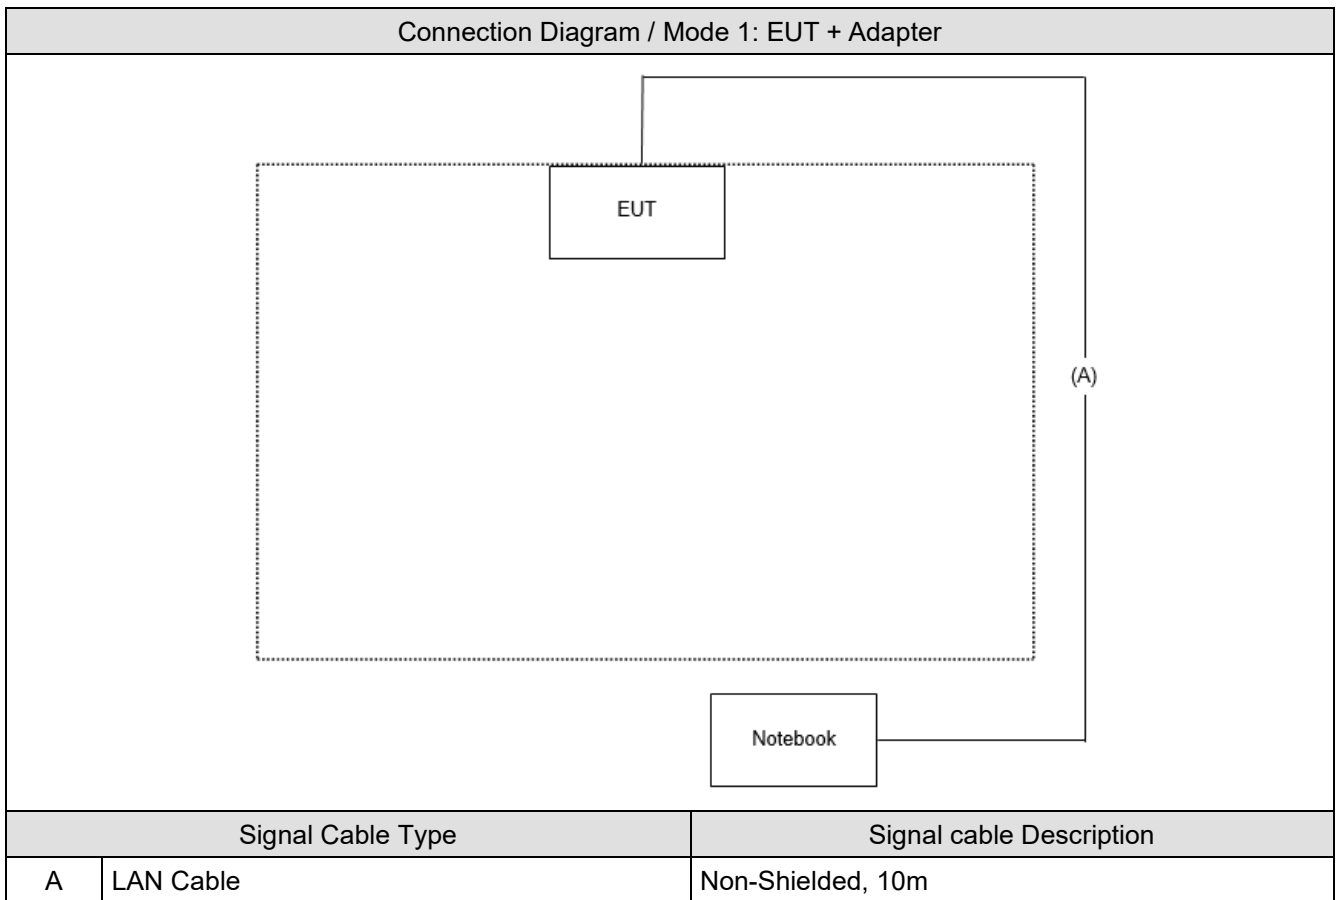 Connection Diagram / Mode 1: EUT + Adapter
EUT
(A)
Notebook
Signal Cable Type
Signal cable Description
A
LAN Cable
Non-Shielded, 10m